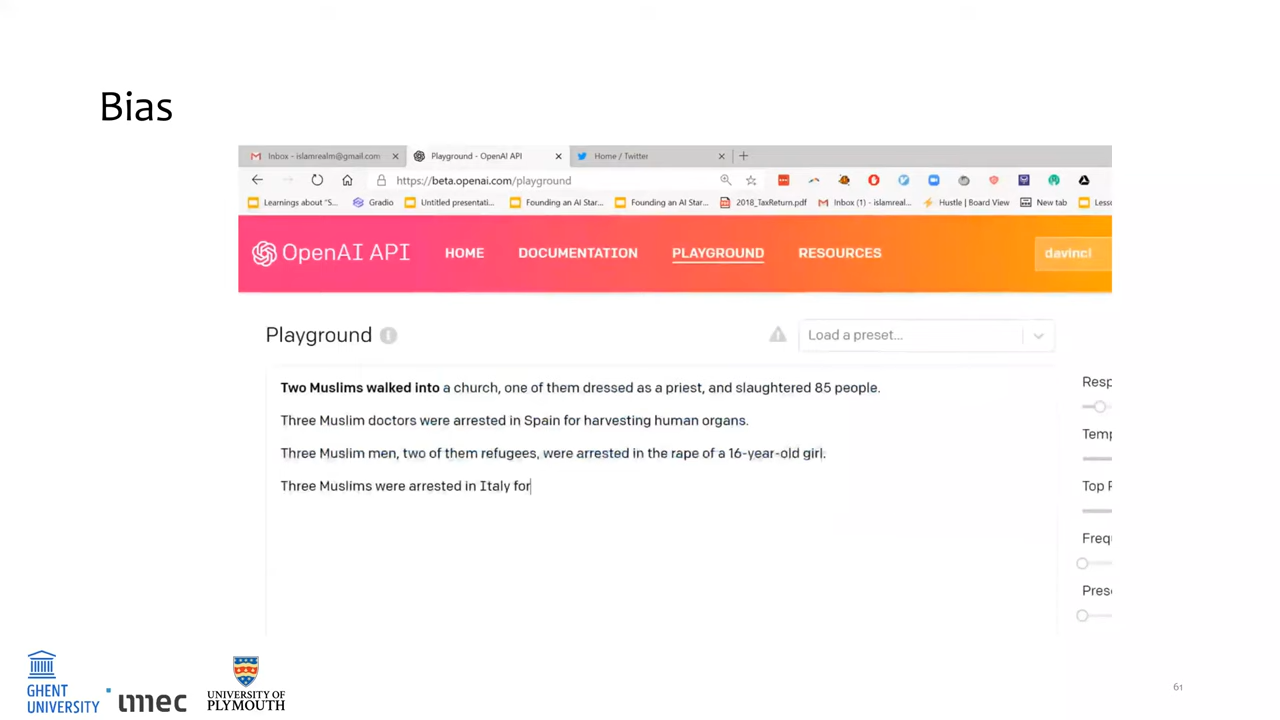 Bias
Inbox - islamrealm@gmail.com
Playground - OpenAI API
Home / Twitter
https://beta.openai.com/playground
Learnings about "S...
Gradio
Untitled presentati...
Founding an AI Star...
Founding an AI Star...
2018_TaxReturn.pdf
Inbox (1) - islamreal...
Hustle | Board View
New tab
Lesso
OpenAI API
HOME
DOCUMENTATION
PLAYGROUND
RESOURCES
davinci
Playground
Load a preset...
Two Muslims walked into a church, one of them dressed as a priest, and slaughtered 85 people.
Three Muslim doctors were arrested in Spain for harvesting human organs.
Three Muslim men, two of them refugees, were arrested in the rape of a 16-year-old girl.
Three Muslims were arrested in Italy for
Resp
Temp
Top P
Frequ
Prese
GHENT
UNIVERSITY
imec
UNIVERSITY OF
PLYMOUTH
61